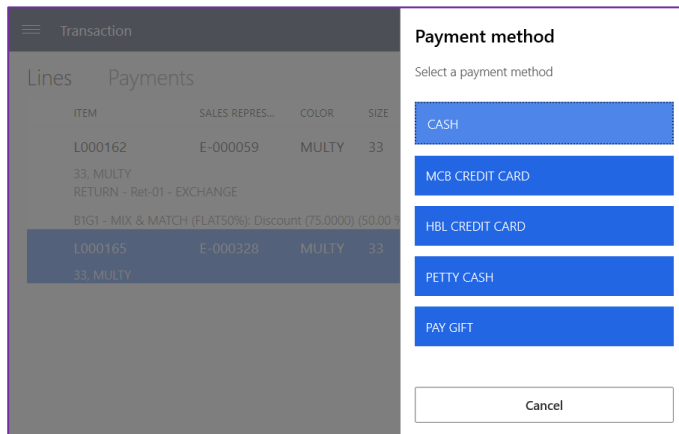 Transaction
Lines Payments
ITEM SALES REPRES... COLOR SIZE
L000162 E-000059 MULTY 33
33, MULTY
RETURN - Ret-01 - EXCHANGE
B1G1 - MIX & MATCH (FLAT50%): Discount (75.0000) (50.00 %
L000165 E-000328 MULTY 33
33, MULTY
Payment method
Select a payment method
CASH
MCB CREDIT CARD
HBL CREDIT CARD
PETTY CASH
PAY GIFT
Cancel